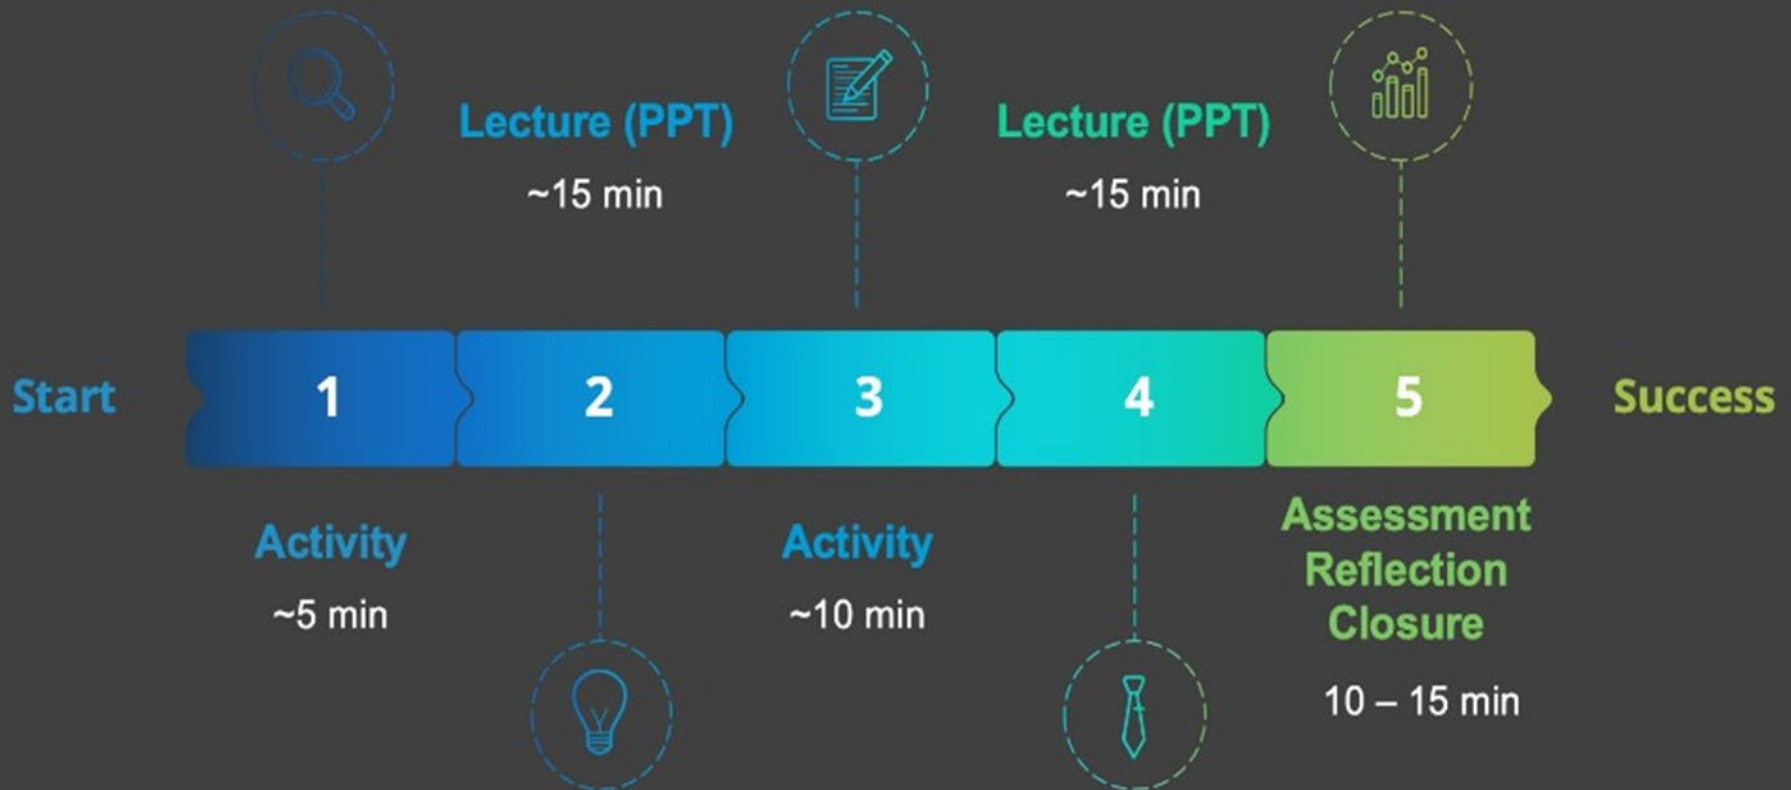 Lecture (PPT)
~15 min
Lecture (PPT)
~15 min
Start
1
2
3
4
5
Success
Activity
~5 min
Activity
~10 min
Assessment
Reflection
Closure
10 – 15 min